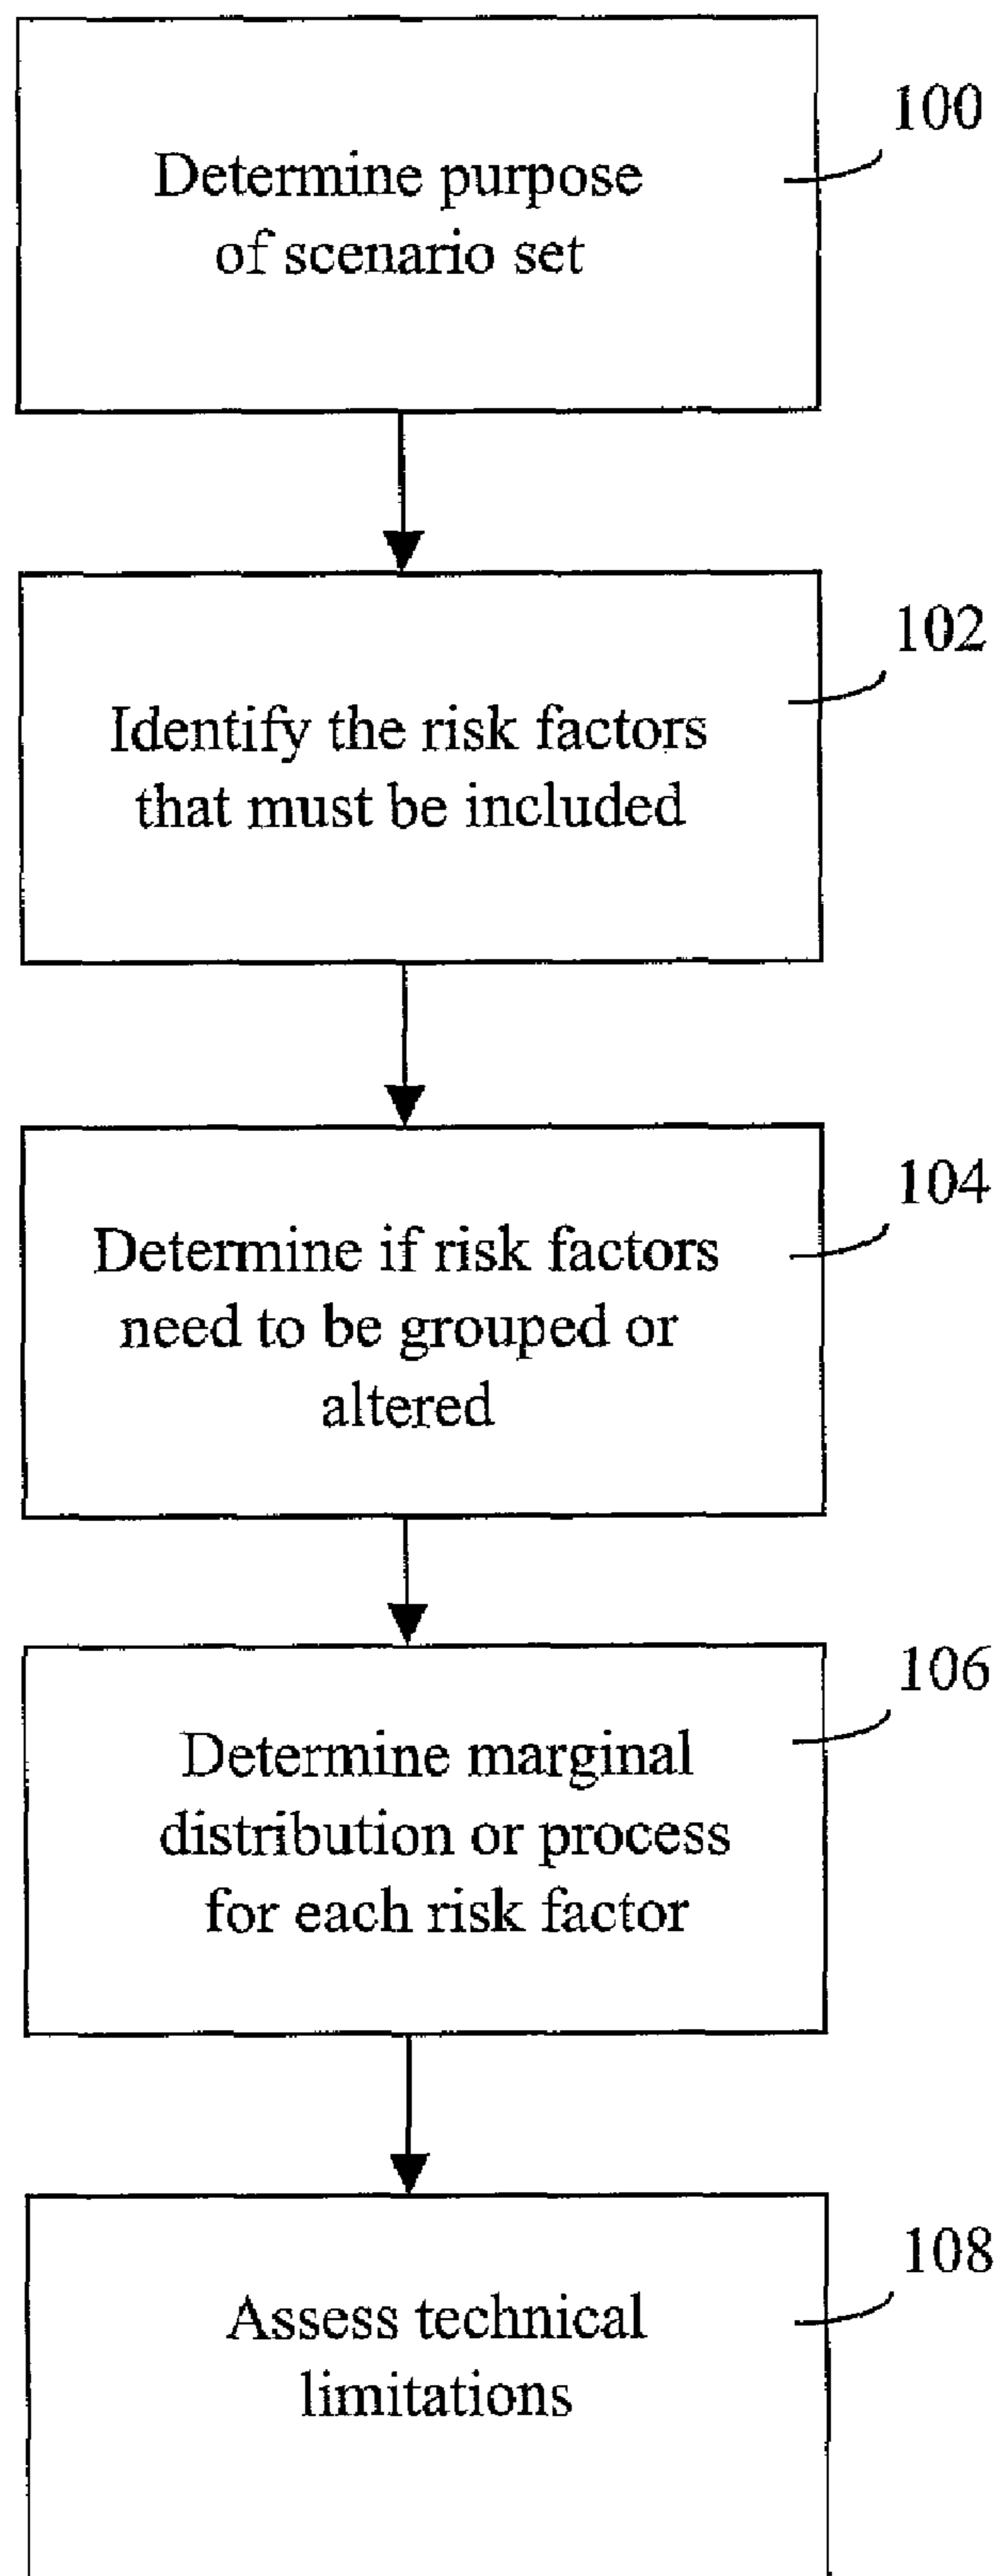 100
Determine purpose
of scenario set
102
Identify the risk factors
that must be included
104
Determine if risk factors
need to be grouped or
altered
106
Determine marginal
distribution or process
for each risk factor
108
Assess technical
limitations